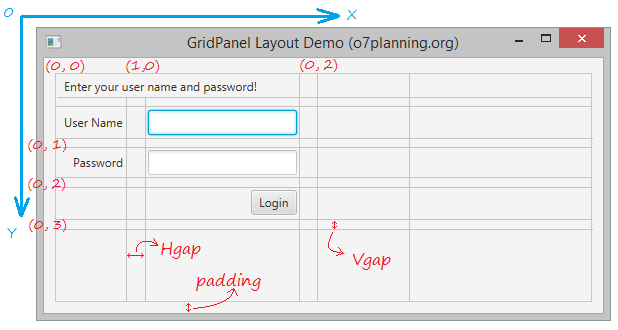 O X
GridPanel Layout Demo (o7planning.org)
(0, 0) (1,0) (0, 2)
Enter your user name and password!
User Name
(0, 1)
Password
(0, 2)
Login
(0, 3)
Y
Hgap
Vgap
padding